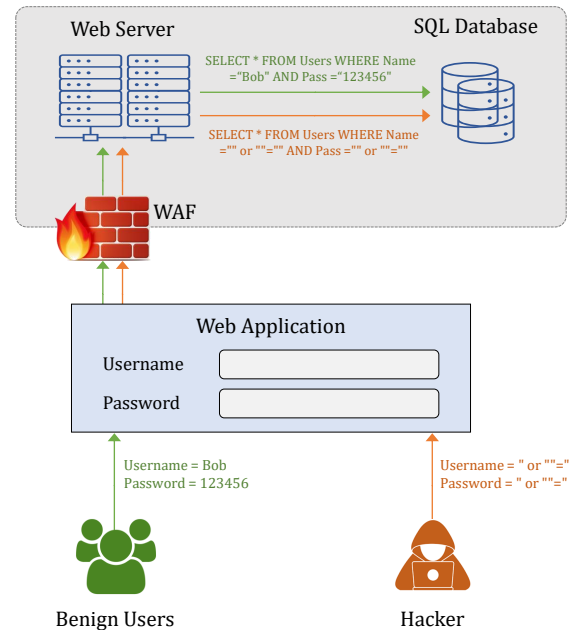 Web Server
SQL Database
SELECT * FROM Users WHERE Name
="Bob" AND Pass ="123456"
SELECT * FROM Users WHERE Name
="" or ""="" AND Pass ="" or ""=""
WAF
Web Application
Username
Password
Username = Bob
Password = 123456
Username = " or ""="
Password = " or ""="
Benign Users
Hacker